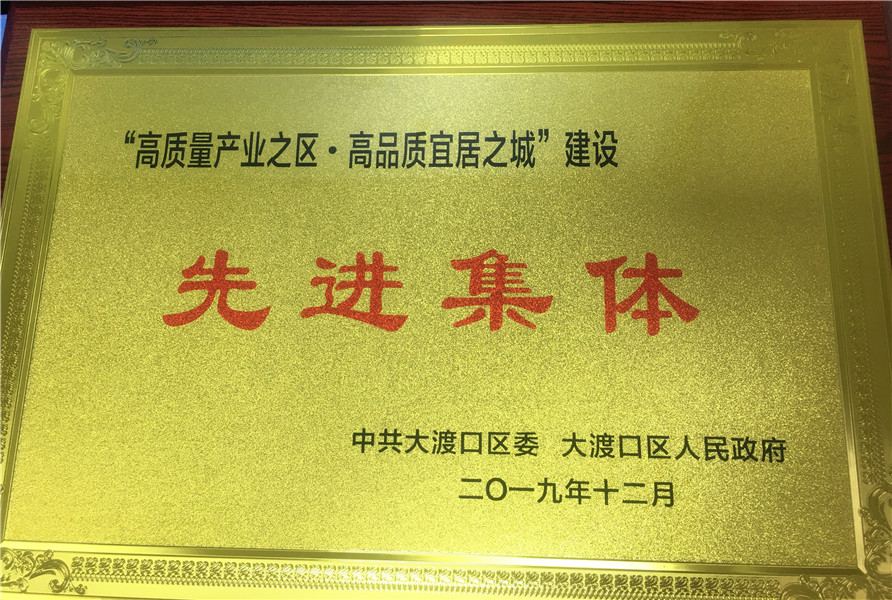 “高质量产业之区·高品质宜居之城”建设
先进集体
中共大渡口区委 大渡口区人民政府
二〇一九年十二月